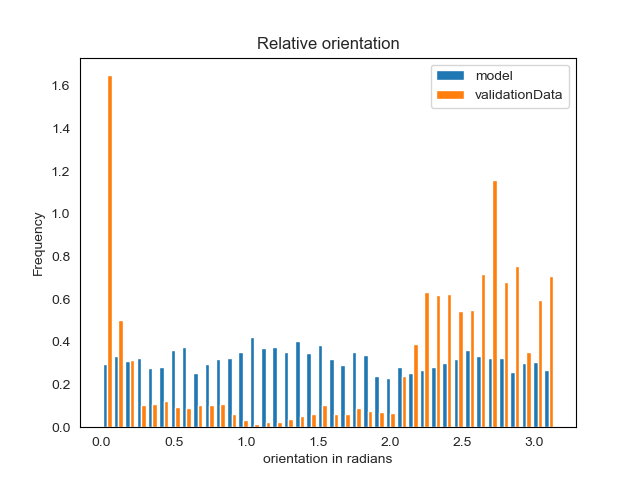 Relative orientation
model
validationData
1.6
1.4
1.2
1.0
0.8
0.6
0.4
0.2
0.0
Frequency
0.0 0.5 1.0 1.5 2.0 2.5 3.0
orientation in radians